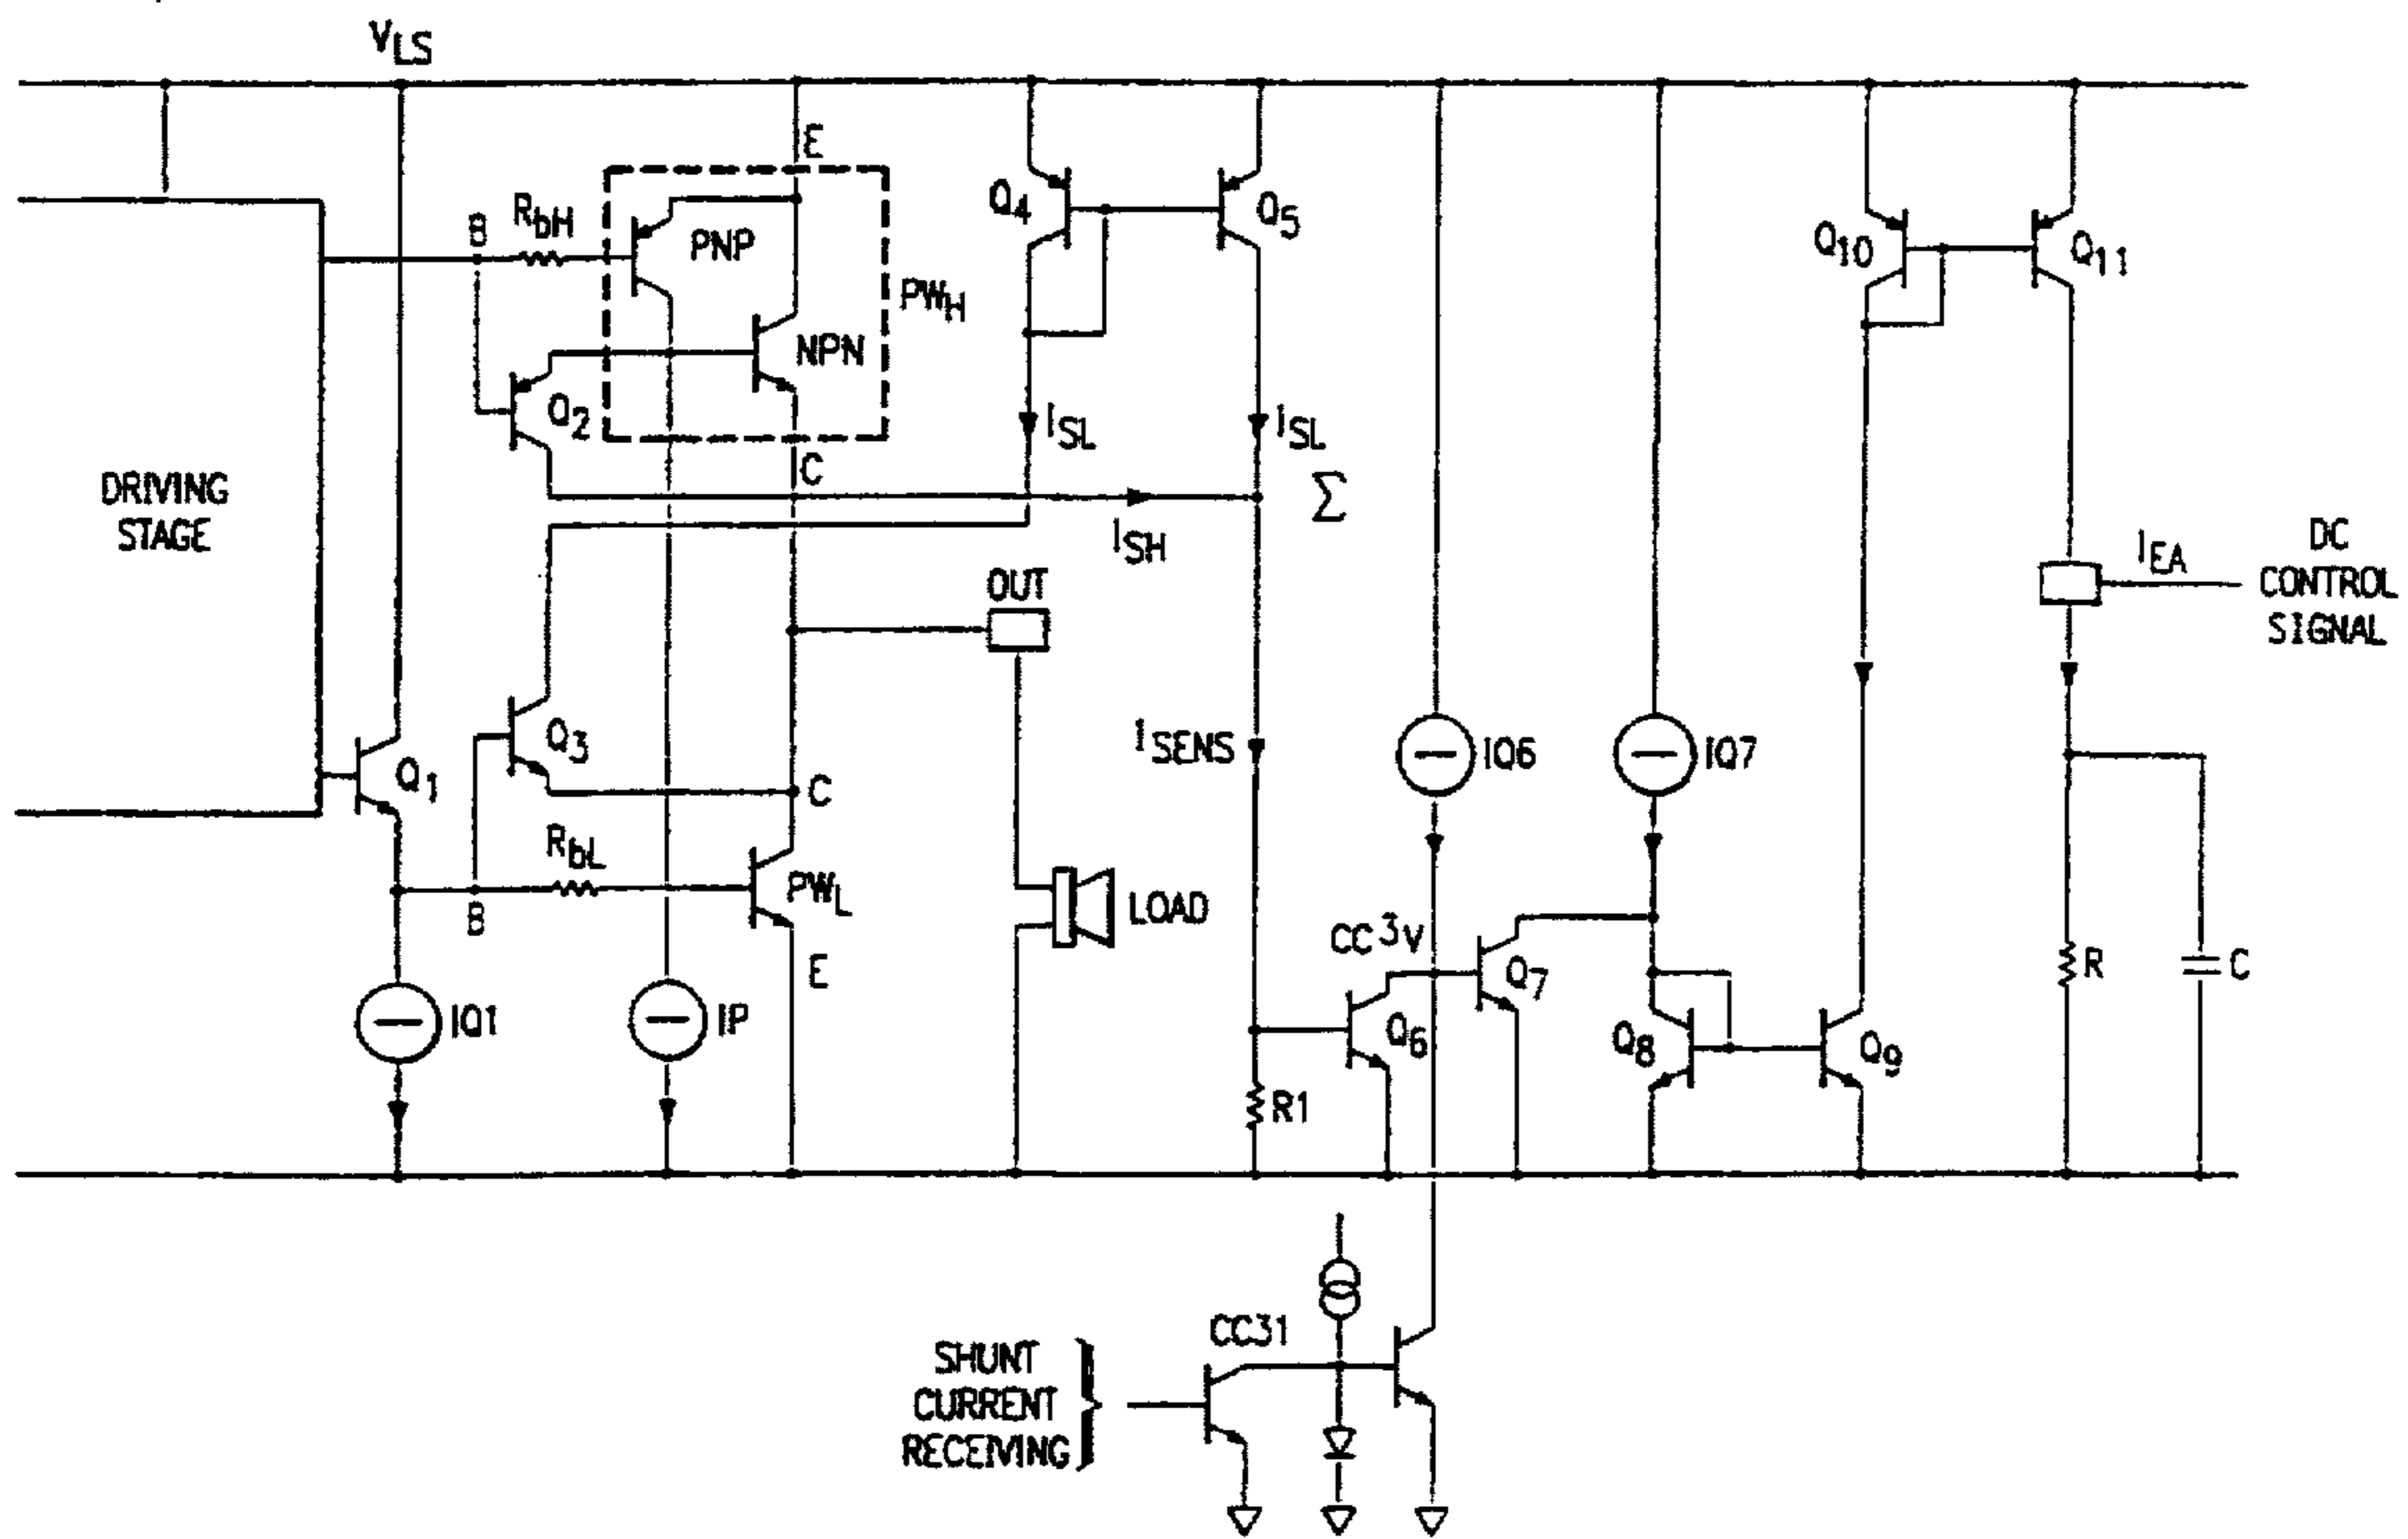 VLS
E
B
RbH
PNP
PWH
NPN
Q2
C
Q4
Q5
ISL
ISL
Σ
ISH
Q10
Q11
DRIVING
STAGE
OUT
IEA
DC
CONTROL
SIGNAL
Q3
Q1
C
ISENS
IQ6
IQ7
RbL
B
PWL
E
LOAD
CC3V
Q7
Q6
Q8
Q9
R
C
IQ1
IP
R1
CC31
SHUNT
CURRENT
RECEIVING